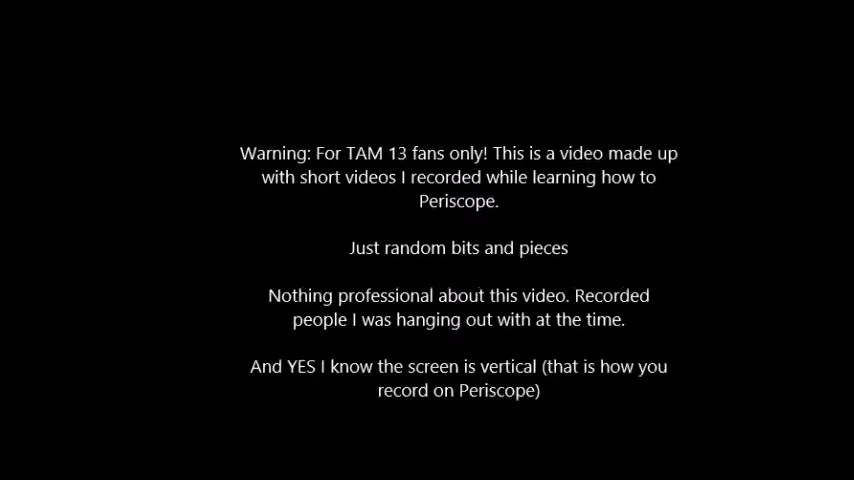 Warning: For TAM 13 fans only! This is a video made up
with short videos I recorded while learning how to
Periscope.
Just random bits and pieces
Nothing professional about this video. Recorded
people I was hanging out with at the time.
And YES I know the screen is vertical (that is how you
record on Periscope)